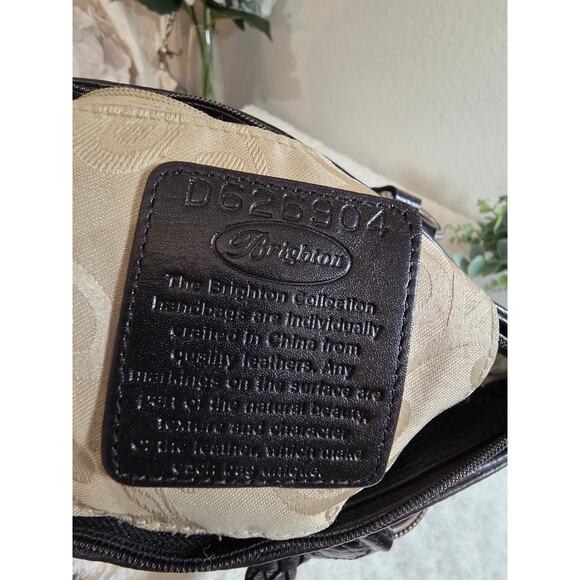 D626904
Brighton
The Brighton Collection
handbags are individually
crafted in China from
quality leathers. Any
markings on the surface are
part of the natural beauty,
texture and character
of the leather, which make
each bag unique.